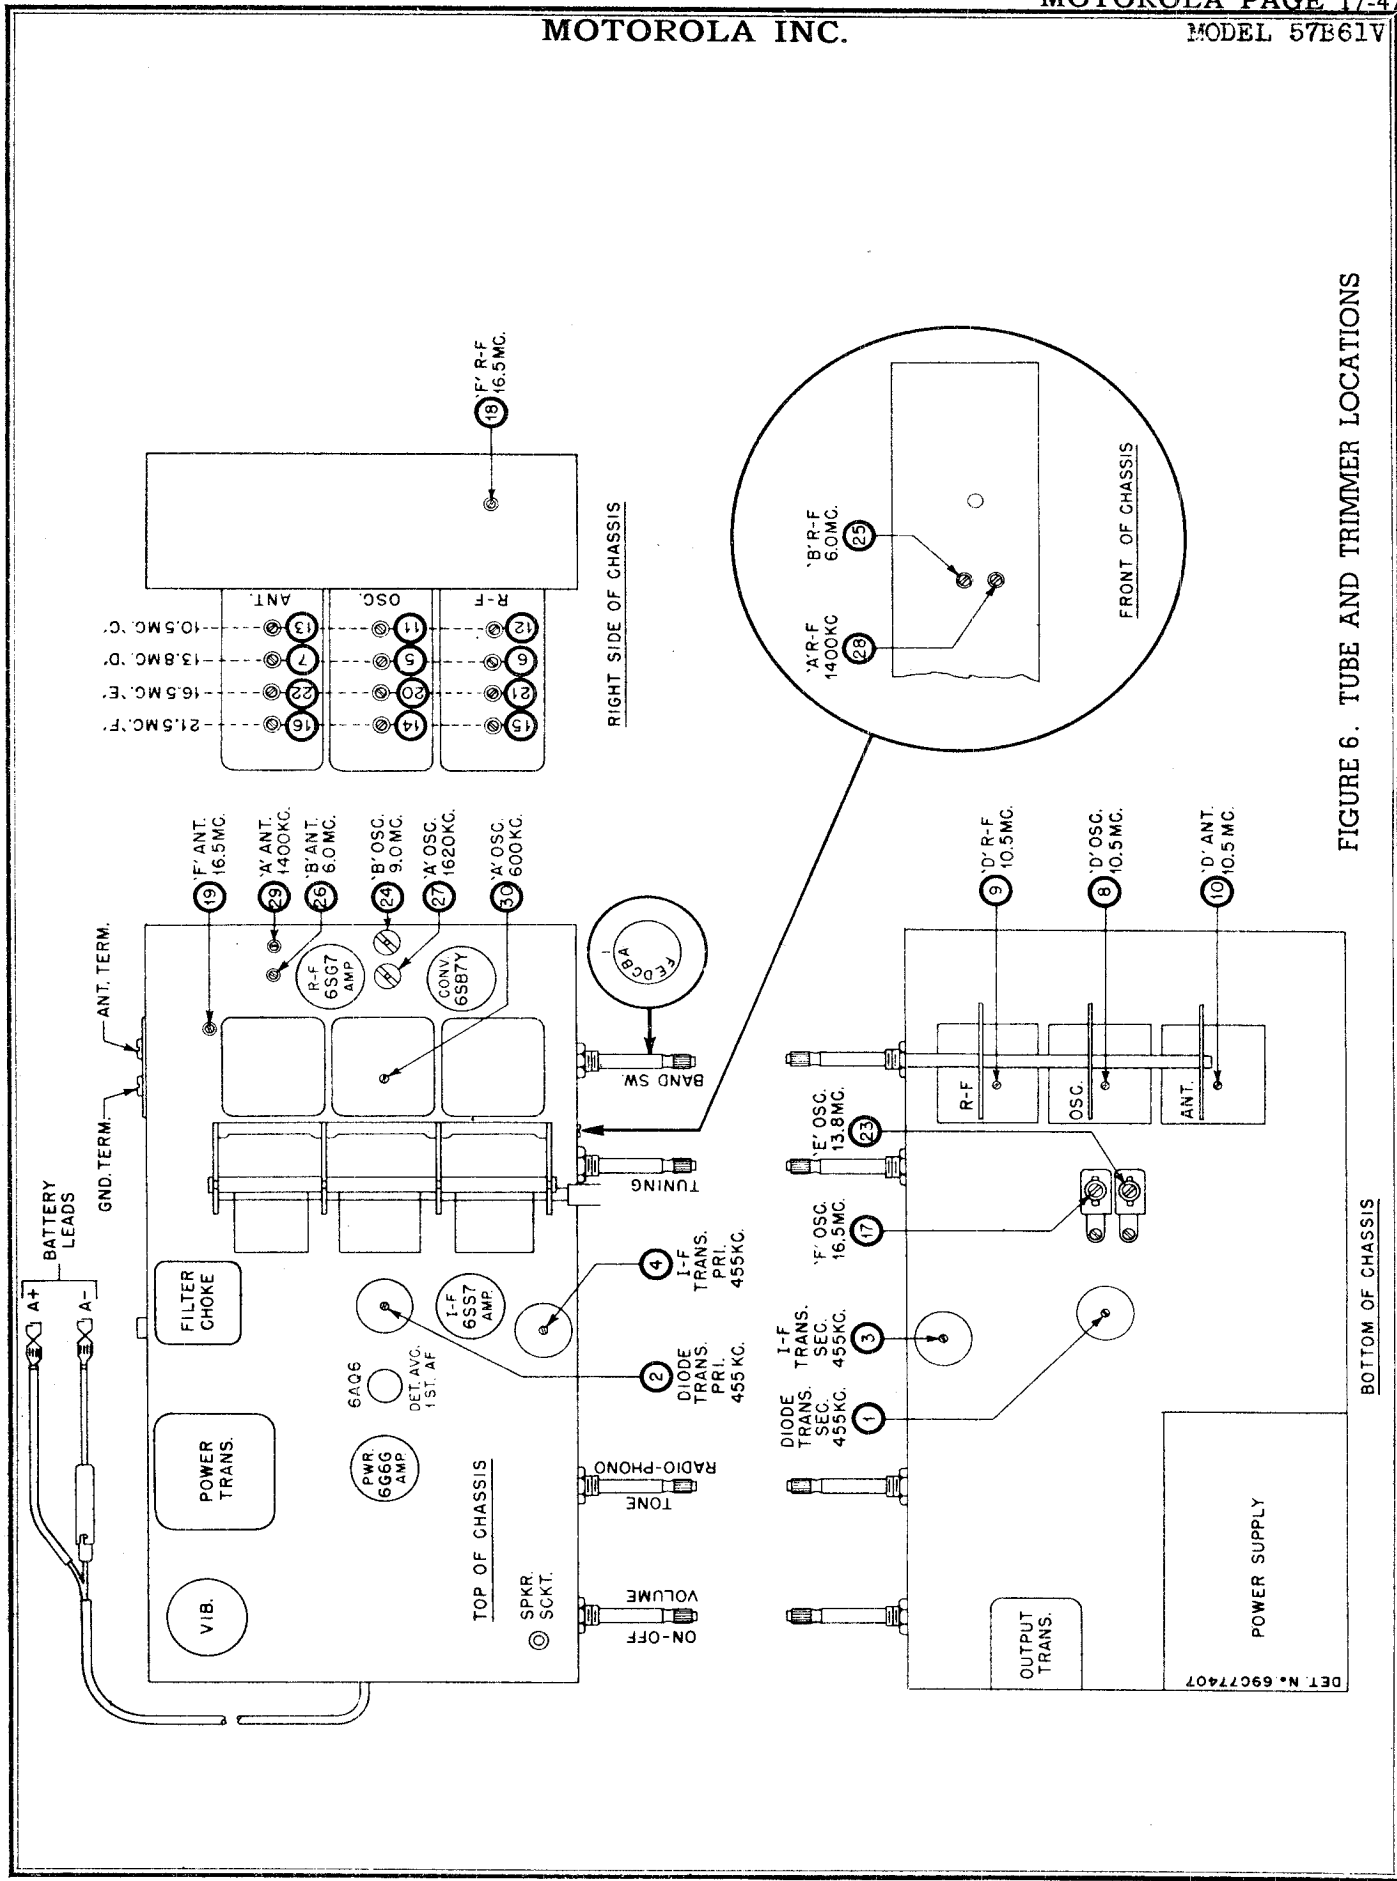 MOTOROLA PAGE 17-47
MOTOROLA INC.
MODEL 57B61V
BATTERY
LEADS
A+
A-
GND. TERM.
ANT. TERM.
VIB.
POWER
TRANS.
FILTER
CHOKE
PWR.
6G6G
AMP.
6AQ6
DET. AVC.
1ST. AF
I-F
6SS7
AMP.
R-F
6SG7
AMP
CONV.
6SB7Y
TOP OF CHASSIS
SPKR.
SCKT.
ON-OFF
VOLUME
TONE
RADIO-PHONO
TUNING
BAND SW.
FEDCBA
2
DIODE
TRANS.
PRI.
455KC.
4
I-F
TRANS.
PRI.
455KC.
19
'F' ANT.
16.5MC.
29
'A' ANT.
1400KC.
26
'B' ANT.
6.0MC.
24
'B' OSC.
9.0MC.
27
'A' OSC.
1620KC.
30
'A' OSC.
600KC.
21.5MC. 'F'
16.5MC. 'E'
13.8MC. 'D'
10.5MC. 'C'
16
22
7
13
ANT.
14
20
5
11
OSC.
15
21
6
12
R-F
18
'F' R-F
16.5MC.
RIGHT SIDE OF CHASSIS
'A' R-F
1400KC
28
'B' R-F
6.0MC.
25
FRONT OF CHASSIS
DIODE
TRANS.
SEC.
455KC.
1
I-F
TRANS.
SEC.
455KC.
3
'F' OSC.
16.5MC.
17
'E' OSC.
13.8MC.
23
R-F
OSC.
ANT.
9
'D' R-F
10.5MC.
8
'D' OSC.
10.5MC.
10
'D' ANT.
10.5MC.
OUTPUT
TRANS.
POWER SUPPLY
DET. No. 69C77407
BOTTOM OF CHASSIS
FIGURE 6. TUBE AND TRIMMER LOCATIONS